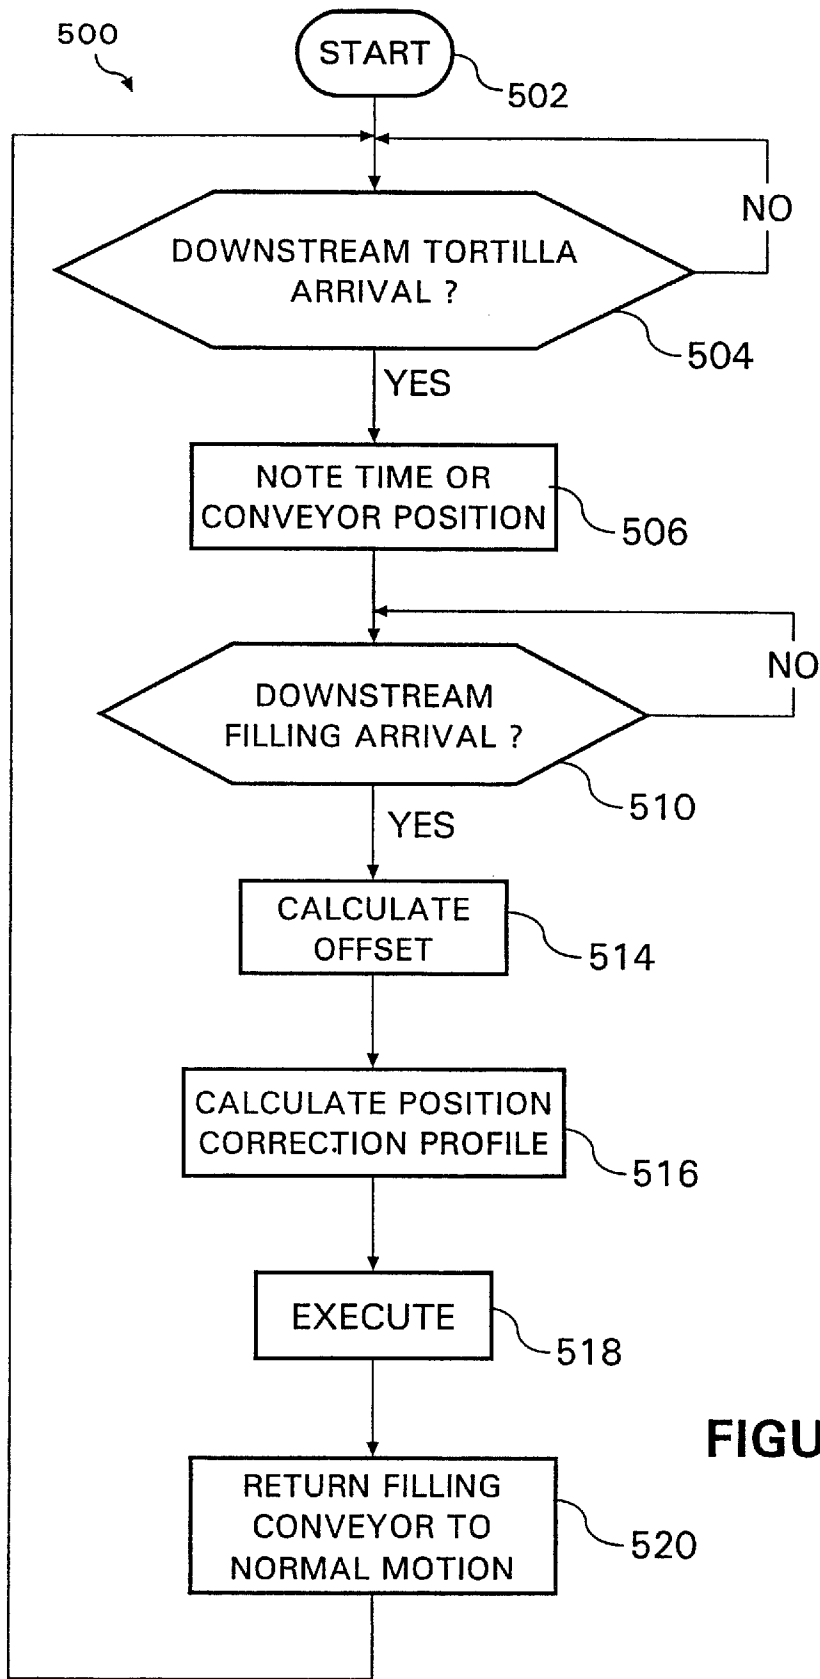 500
START
502
NO
DOWNSTREAM TORTILLA
ARRIVAL ?
504
YES
NOTE TIME OR
CONVEYOR POSITION
506
NO
DOWNSTREAM
FILLING ARRIVAL ?
510
YES
CALCULATE
OFFSET
514
CALCULATE POSITION
CORRECTION PROFILE
516
EXECUTE
518
FIGU
RETURN FILLING
CONVEYOR TO
NORMAL MOTION
520